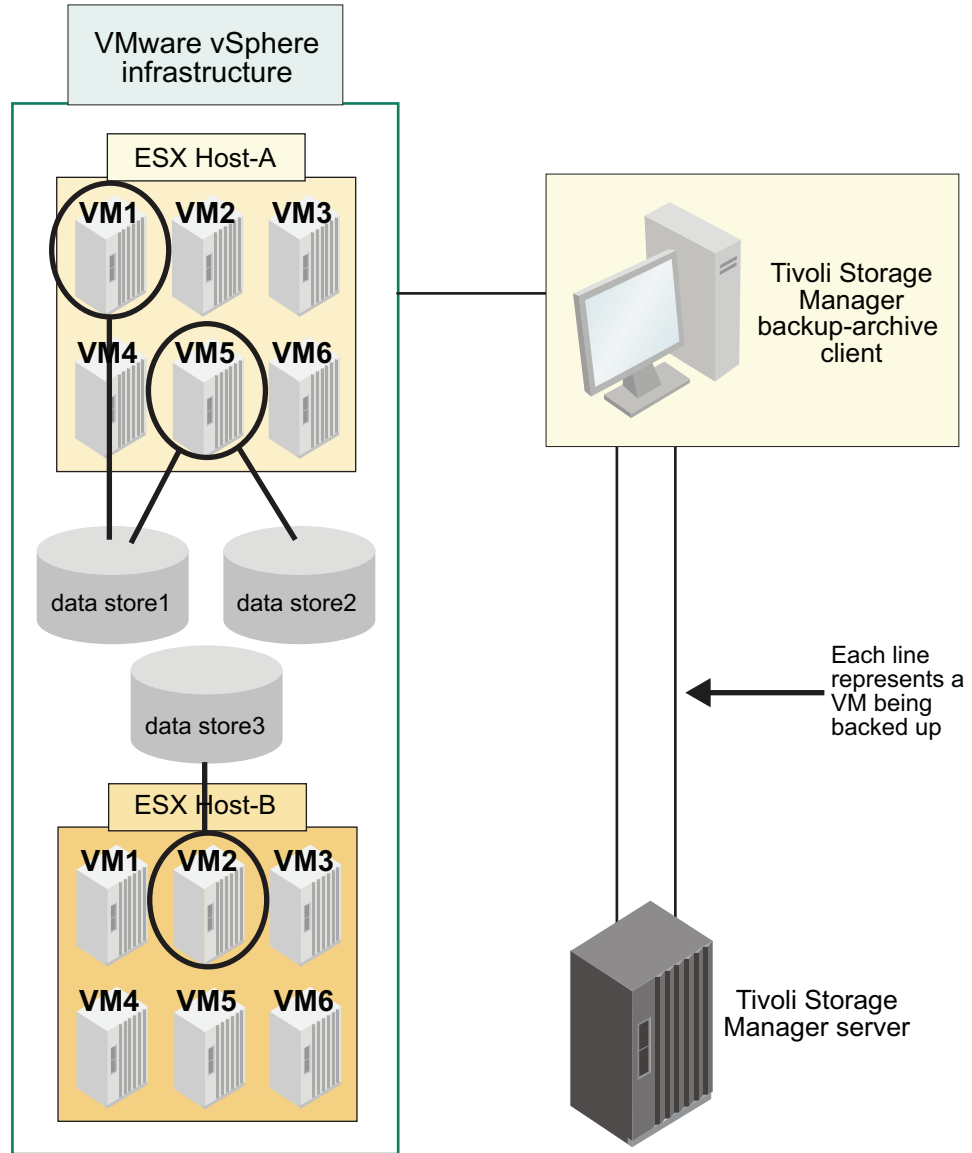 VMware vSphere
infrastructure
ESX Host-A
VM1 VM2 VM3
VM4 VM5 VM6
data store1 data store2
data store3
ESX Host-B
VM1 VM2 VM3
VM4 VM5 VM6
Tivoli Storage
Manager
backup-archive
client
Each line
represents a
VM being
backed up
Tivoli Storage
Manager server